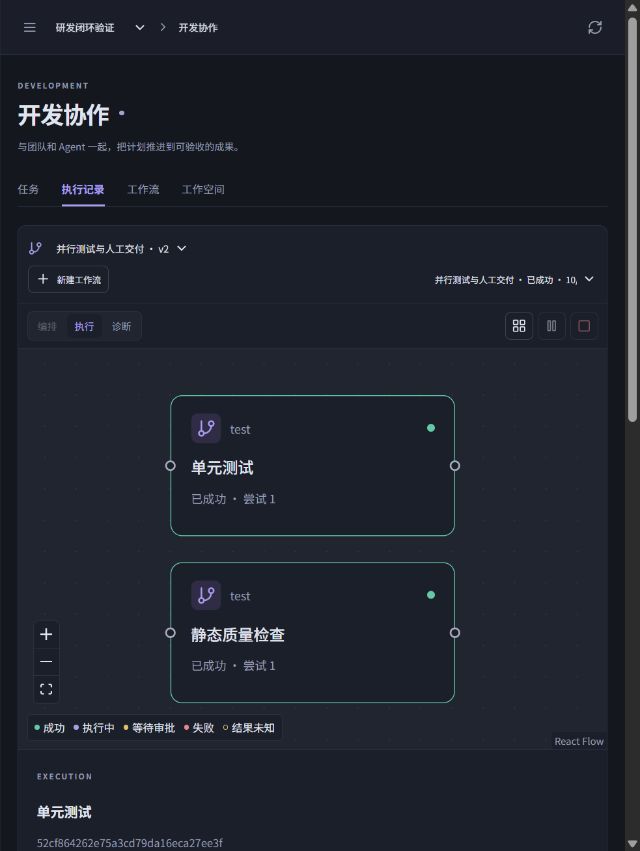 研发闭环验证
开发协作
DEVELOPMENT
开发协作
与团队和 Agent 一起，把计划推进到可验收的成果。
任务 执行记录 工作流 工作空间
并行测试与人工交付 • v2
新建工作流
并行测试与人工交付 • 已成功 • 10,
编排 执行 诊断
test
单元测试
已成功 • 尝试 1
test
静态质量检查
已成功 • 尝试 1
成功 执行中 等待审批 失败 结果未知
React Flow
EXECUTION
单元测试
52cf864262e75a3cd79da16eca27ee3f